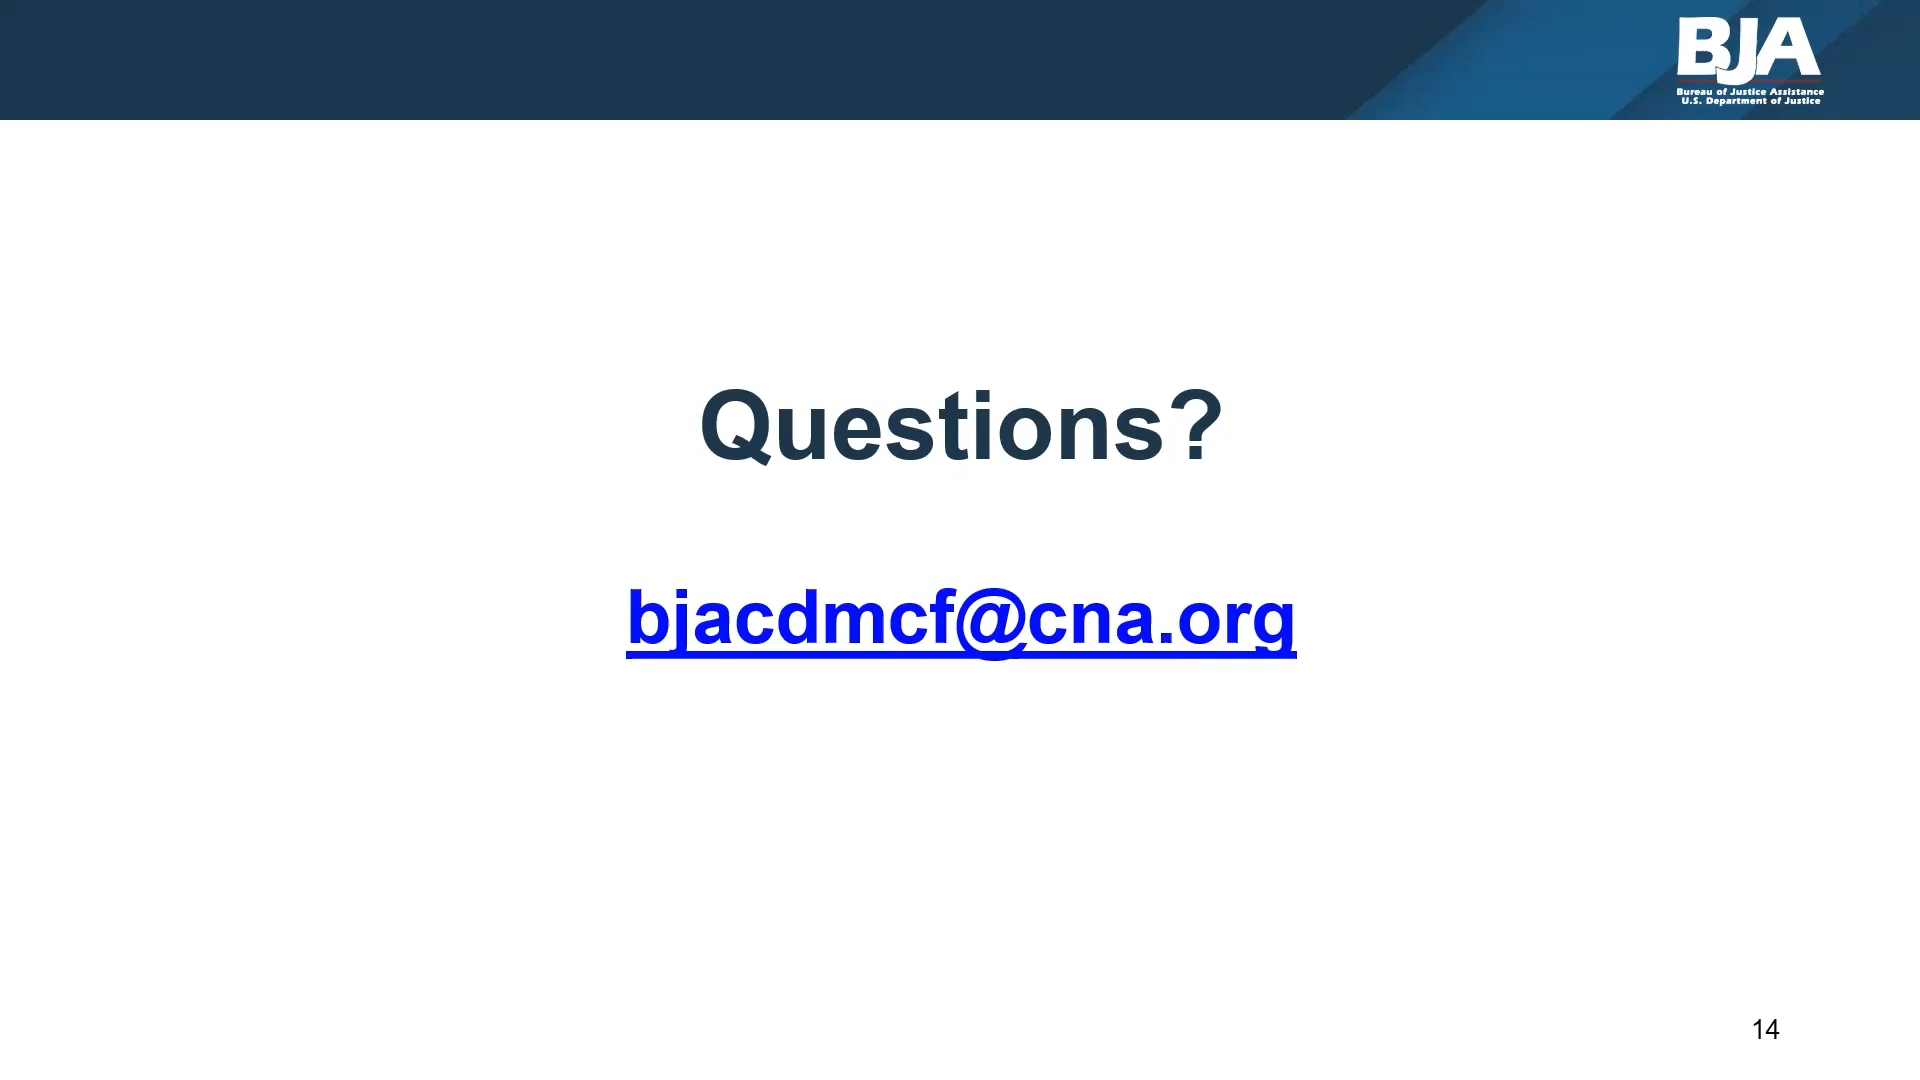 BJA
Bureau of Justice Assistance
U.S. Department of Justice
Questions?
bjacdmcf@cna.org
14